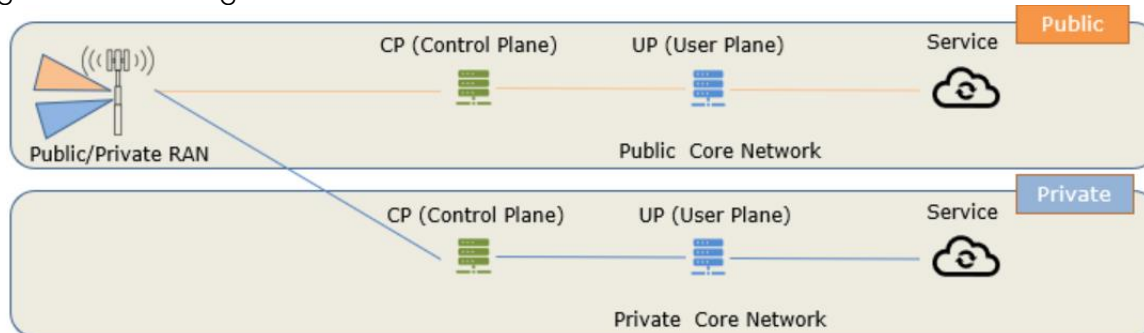 Public
CP (Control Plane)
UP (User Plane)
Service
Public/Private RAN
Public Core Network
Private
CP (Control Plane)
UP (User Plane)
Service
Private Core Network